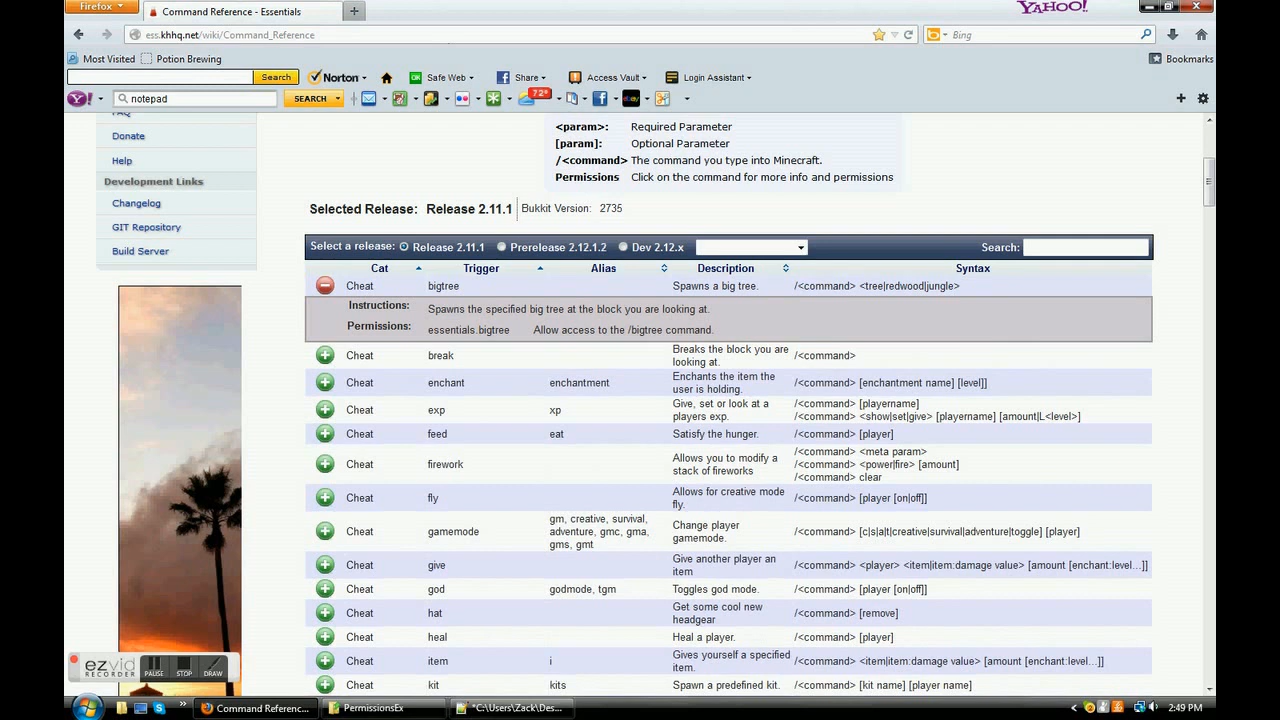 Firefox
Command Reference - Essentials
YAHOO!
ess.khhq.net/wiki/Command_Reference
Bing
Most Visited
Potion Brewing
Bookmarks
Search
Norton
Safe Web
Share
Access Vault
Login Assistant
Y!
notepad
SEARCH
72°
ebay
FAQ
Donate
Help
Development Links
Changelog
GIT Repository
Build Server
<param>: Required Parameter
[param]: Optional Parameter
/<command> The command you type into Minecraft.
Permissions Click on the command for more info and permissions
Selected Release: Release 2.11.1 Bukkit Version: 2735
Select a release: Release 2.11.1 Prerelease 2.12.1.2 Dev 2.12.x Search:
Cat Trigger Alias Description Syntax
Cheat bigtree Spawns a big tree. /<command> <tree|redwood|jungle>
Instructions: Spawns the specified big tree at the block you are looking at.
Permissions: essentials.bigtree Allow access to the /bigtree command.
Cheat break Breaks the block you are looking at. /<command>
Cheat enchant enchantment Enchants the item the user is holding. /<command> [enchantment name] [level]]
Cheat exp xp Give, set or look at a players exp. /<command> [playername]
/<command> <show|set|give> [playername] [amount|L<level>]
Cheat feed eat Satisfy the hunger. /<command> [player]
Cheat firework Allows you to modify a stack of fireworks /<command> <meta param>
/<command> <power|fire> [amount]
/<command> clear
Cheat fly Allows for creative mode fly. /<command> [player [on|off]]
Cheat gamemode gm, creative, survival, adventure, gmc, gma, gms, gmt Change player gamemode. /<command> [c|s|a|t|creative|survival|adventure|toggle] [player]
Cheat give Give another player an item /<command> <player> <item|item:damage value> [amount [enchant:level...]]
Cheat god godmode, tgm Toggles god mode. /<command> [player [on|off]]
Cheat hat Get some cool new headgear /<command> [remove]
Cheat heal Heal a player. /<command> [player]
Cheat item i Gives yourself a specified item. /<command> <item|item:damage value> [amount [enchant:level...]]
Cheat kit kits Spawn a predefined kit. /<command> [kit name] [player name]
ezvid
RECORDER
PAUSE
STOP
DRAW
Command Referenc...
PermissionsEx
*C:\Users\Zack\Des...
2:49 PM